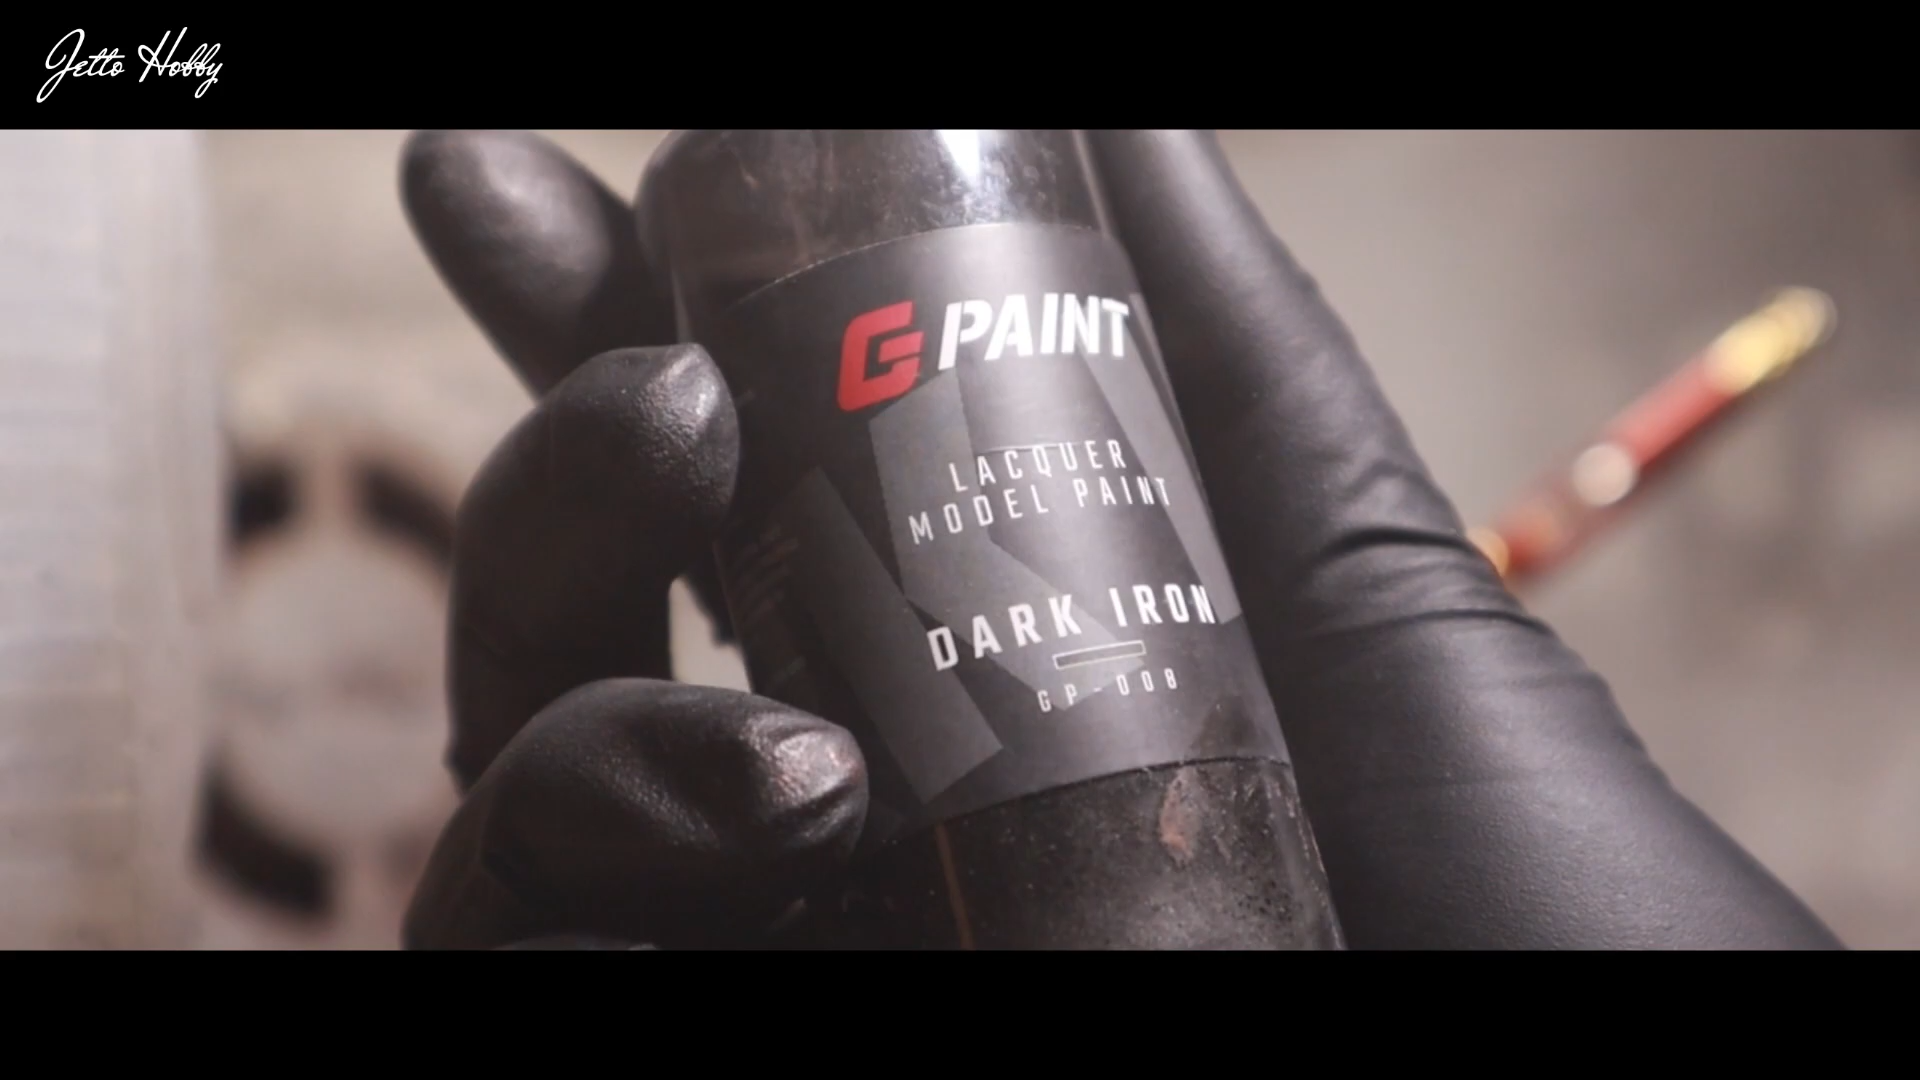 Jetto Hobby
G PAINT
LACQUER
MODEL PAINT
DARK IRON
GP-008